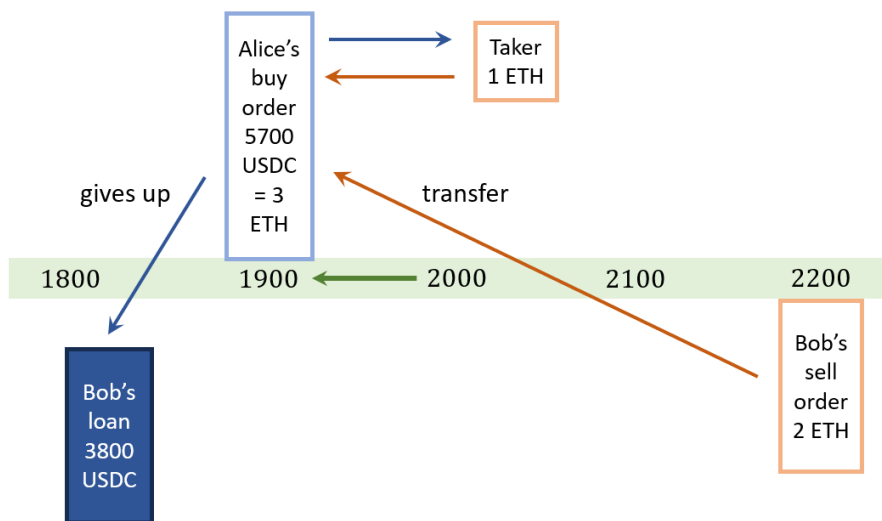 Alice's
buy
order
5700
USDC
= 3
ETH
Taker
1 ETH
gives up
transfer
1800
1900
2000
2100
2200
Bob's
loan
3800
USDC
Bob's
sell
order
2 ETH